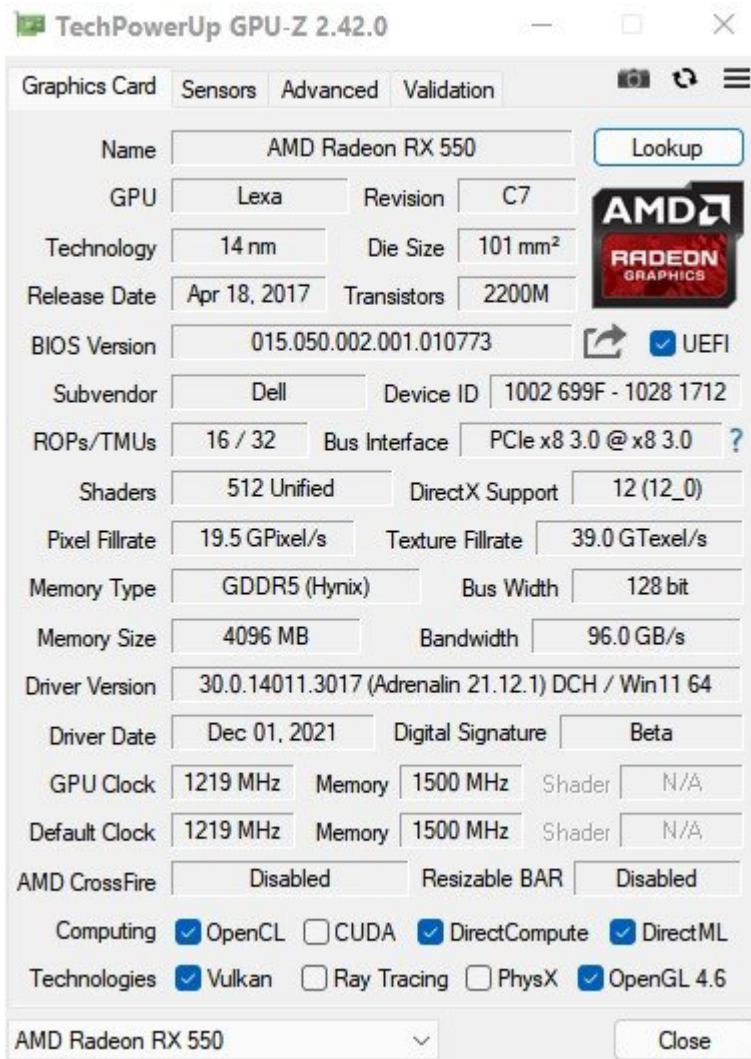 TechPowerUp GPU-Z 2.42.0
Graphics Card Sensors Advanced Validation
Name AMD Radeon RX 550 Lookup
GPU Lexa Revision C7
Technology 14 nm Die Size 101 mm²
Release Date Apr 18, 2017 Transistors 2200M
AMD
RADEON
GRAPHICS
BIOS Version 015.050.002.001.010773 UEFI
Subvendor Dell Device ID 1002 699F - 1028 1712
ROPs/TMUs 16 / 32 Bus Interface PCIe x8 3.0 @ x8 3.0 ?
Shaders 512 Unified DirectX Support 12 (12_0)
Pixel Fillrate 19.5 GPixel/s Texture Fillrate 39.0 GTexel/s
Memory Type GDDR5 (Hynix) Bus Width 128 bit
Memory Size 4096 MB Bandwidth 96.0 GB/s
Driver Version 30.0.14011.3017 (Adrenalin 21.12.1) DCH / Win11 64
Driver Date Dec 01, 2021 Digital Signature Beta
GPU Clock 1219 MHz Memory 1500 MHz Shader N/A
Default Clock 1219 MHz Memory 1500 MHz Shader N/A
AMD CrossFire Disabled Resizable BAR Disabled
Computing OpenCL CUDA DirectCompute DirectML
Technologies Vulkan Ray Tracing PhysX OpenGL 4.6
AMD Radeon RX 550 Close